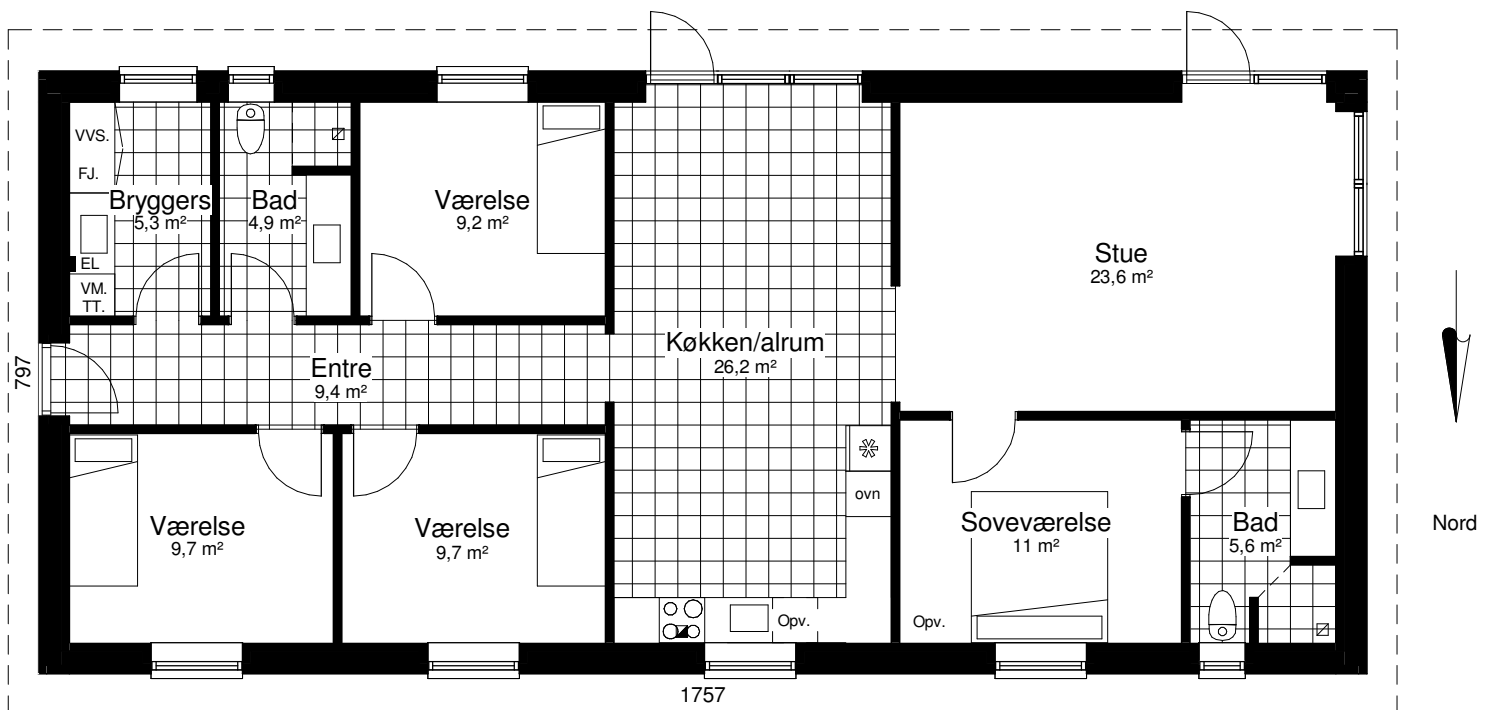 VVS.
FJ.
Bryggers
5,3 m²
EL
VM.
TT.
Bad
4,9 m²
Værelse
9,2 m²
Stue
23,6 m²
Køkken/alrum
26,2 m²
Entre
9,4 m²
797
Værelse
9,7 m²
Værelse
9,7 m²
ovn
Opv.
Soveværelse
11 m²
Opv.
Bad
5,6 m²
Nord
1757